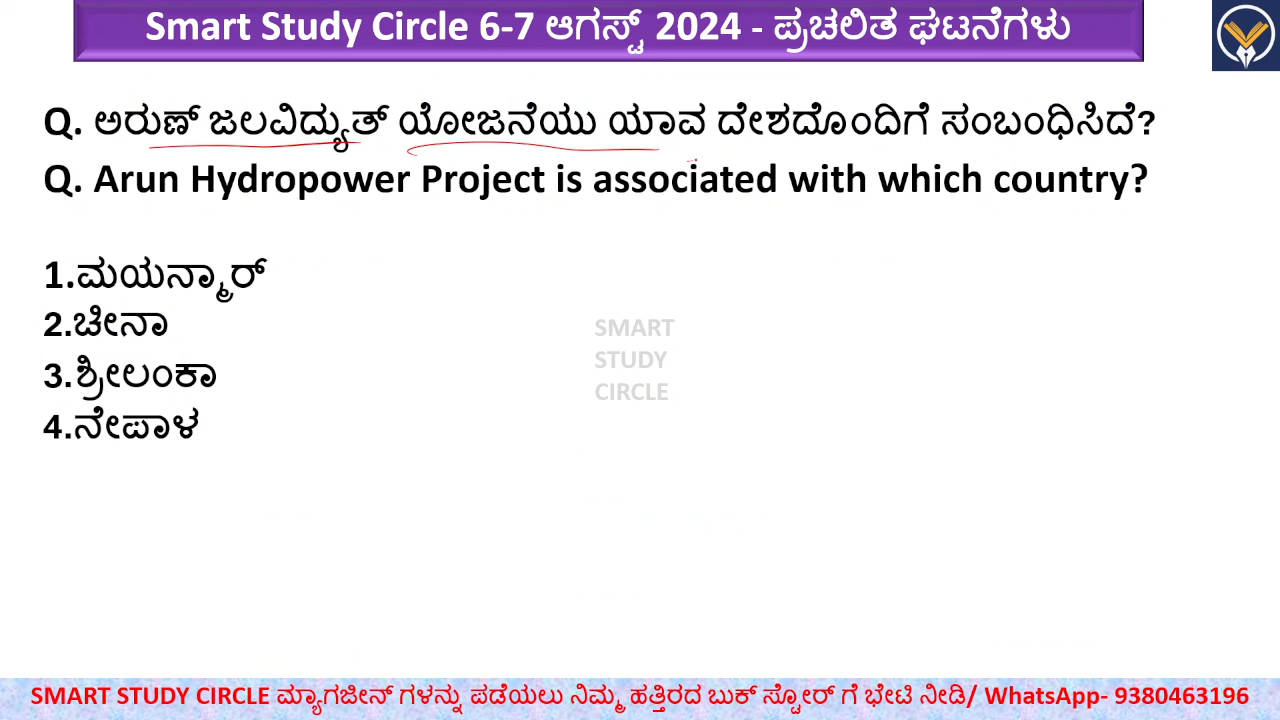 Smart Study Circle 6-7 ಆಗಸ್ಟ್ 2024 - ಪ್ರಚಲಿತ ಘಟನೆಗಳು
Q. ಅರುಣ್ ಜಲವಿದ್ಯುತ್ ಯೋಜನೆಯು ಯಾವ ದೇಶದೊಂದಿಗೆ ಸಂಬಂಧಿಸಿದೆ?
Q. Arun Hydropower Project is associated with which country?
1.ಮಯನ್ಮಾರ್
2.ಚೀನಾ
3.ಶ್ರೀಲಂಕಾ
4.ನೇಪಾಳ
SMART
STUDY
CIRCLE
SMART STUDY CIRCLE ಮ್ಯಾಗಜೀನ್ ಗಳನ್ನು ಪಡೆಯಲು ನಿಮ್ಮ ಹತ್ತಿರದ ಬುಕ್ ಸ್ಟೋರ್ ಗೆ ಭೇಟಿ ನೀಡಿ/ WhatsApp- 9380463196